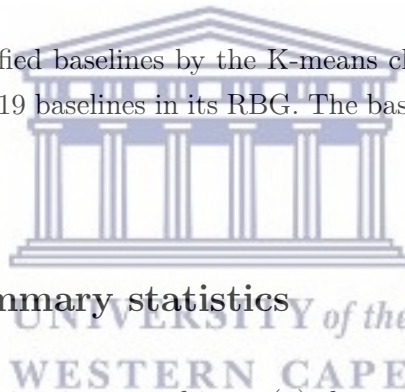 fied baselines by the K-means cl
19 baselines in its RBG. The bas
mmary statistics
UNIVERSITY of the
WESTERN CAPE